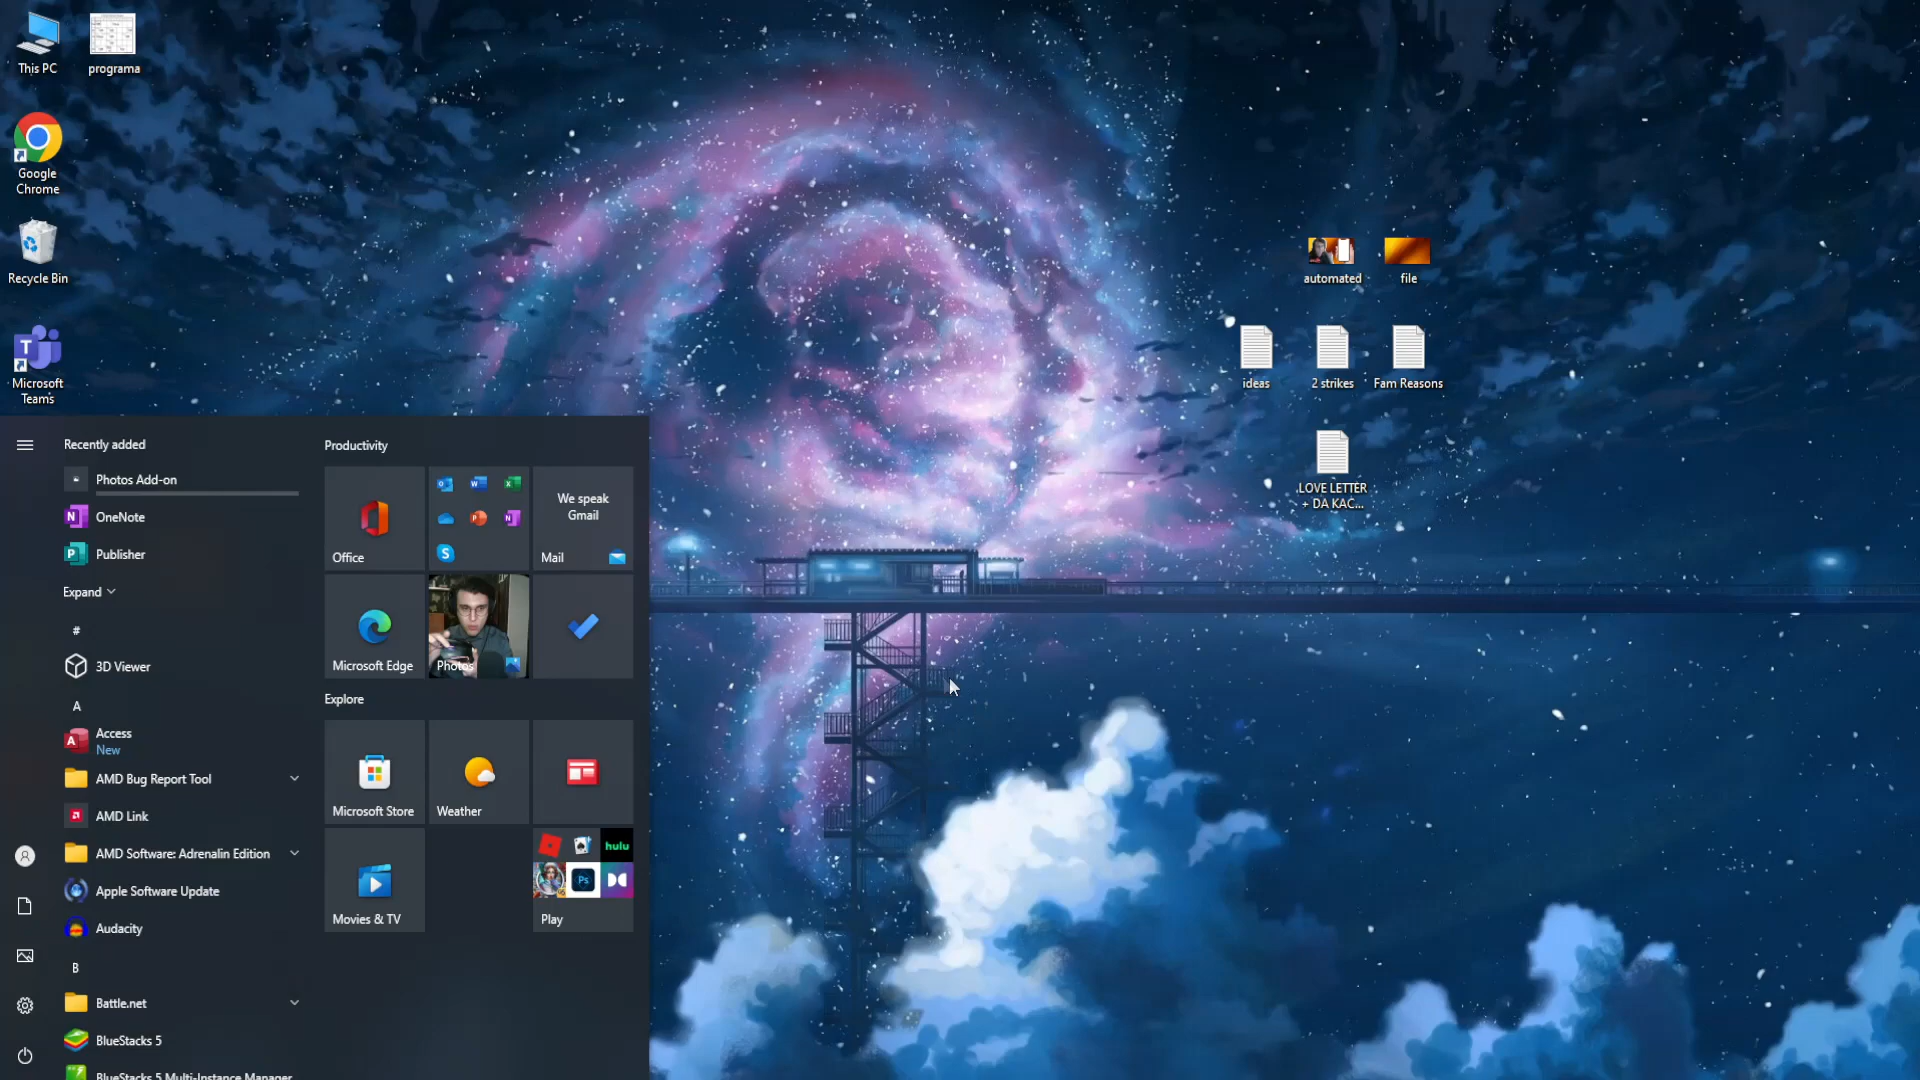 This PC
programa
Google
Chrome
Recycle Bin
Microsoft
Teams
automated
file
ideas
2 strikes
Fam Reasons
LOVE LETTER
+ DA KAC...
Recently added
Photos Add-on
OneNote
Publisher
Expand
#
3D Viewer
A
Access
New
AMD Bug Report Tool
AMD Link
AMD Software: Adrenalin Edition
Apple Software Update
Audacity
B
Battle.net
BlueStacks 5
BlueStacks 5 Multi-Instance Manager
Productivity
Office
We speak
Gmail
Mail
Microsoft Edge
Photos
Explore
Microsoft Store
Weather
Movies & TV
hulu
Ps
Play